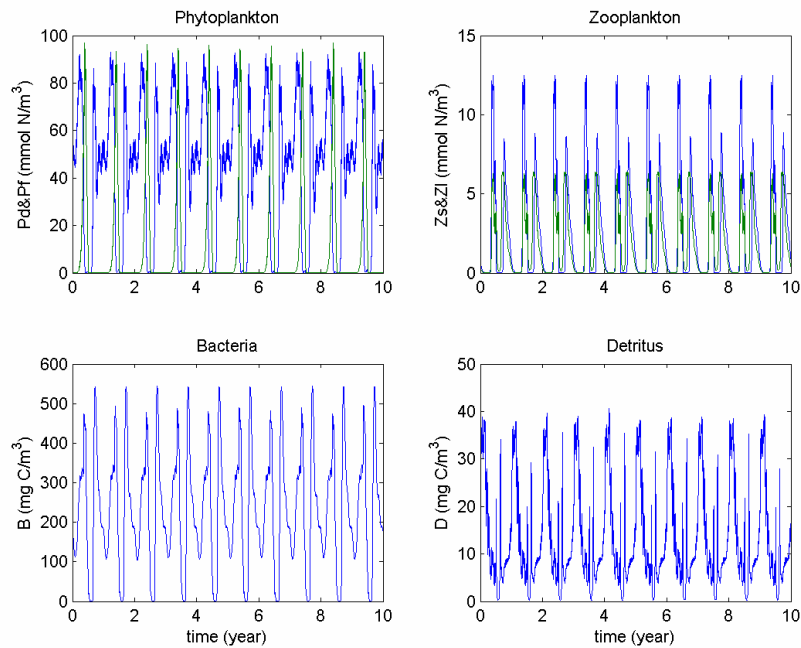 Phytoplankton
Pd&Pf (mmol N/m³)
100
80
60
40
20
0
0 2 4 6 8 10
Zooplankton
Zs&Zl (mmol N/m³)
15
10
5
0
0 2 4 6 8 10
Bacteria
B (mg C/m³)
600
500
400
300
200
100
0
0 2 4 6 8 10
time (year)
Detritus
D (mg C/m³)
50
40
30
20
10
0
0 2 4 6 8 10
time (year)